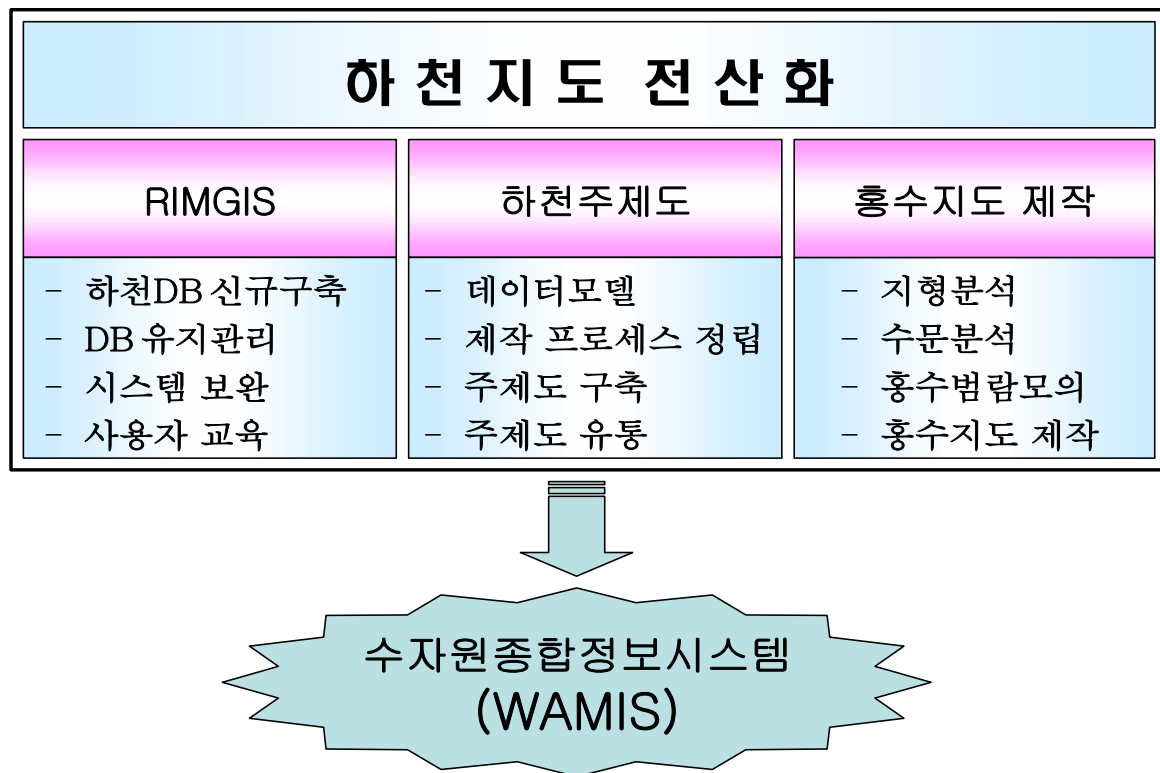 하천지도 전산화
RIMGIS
- 하천DB 신규구축
- DB 유지관리
- 시스템 보완
- 사용자 교육
하천주제도
- 데이터모델
- 제작 프로세스 정립
- 주제도 구축
- 주제도 유통
홍수지도 제작
- 지형분석
- 수문분석
- 홍수범람모의
- 홍수지도 제작
수자원종합정보시스템
(WAMIS)